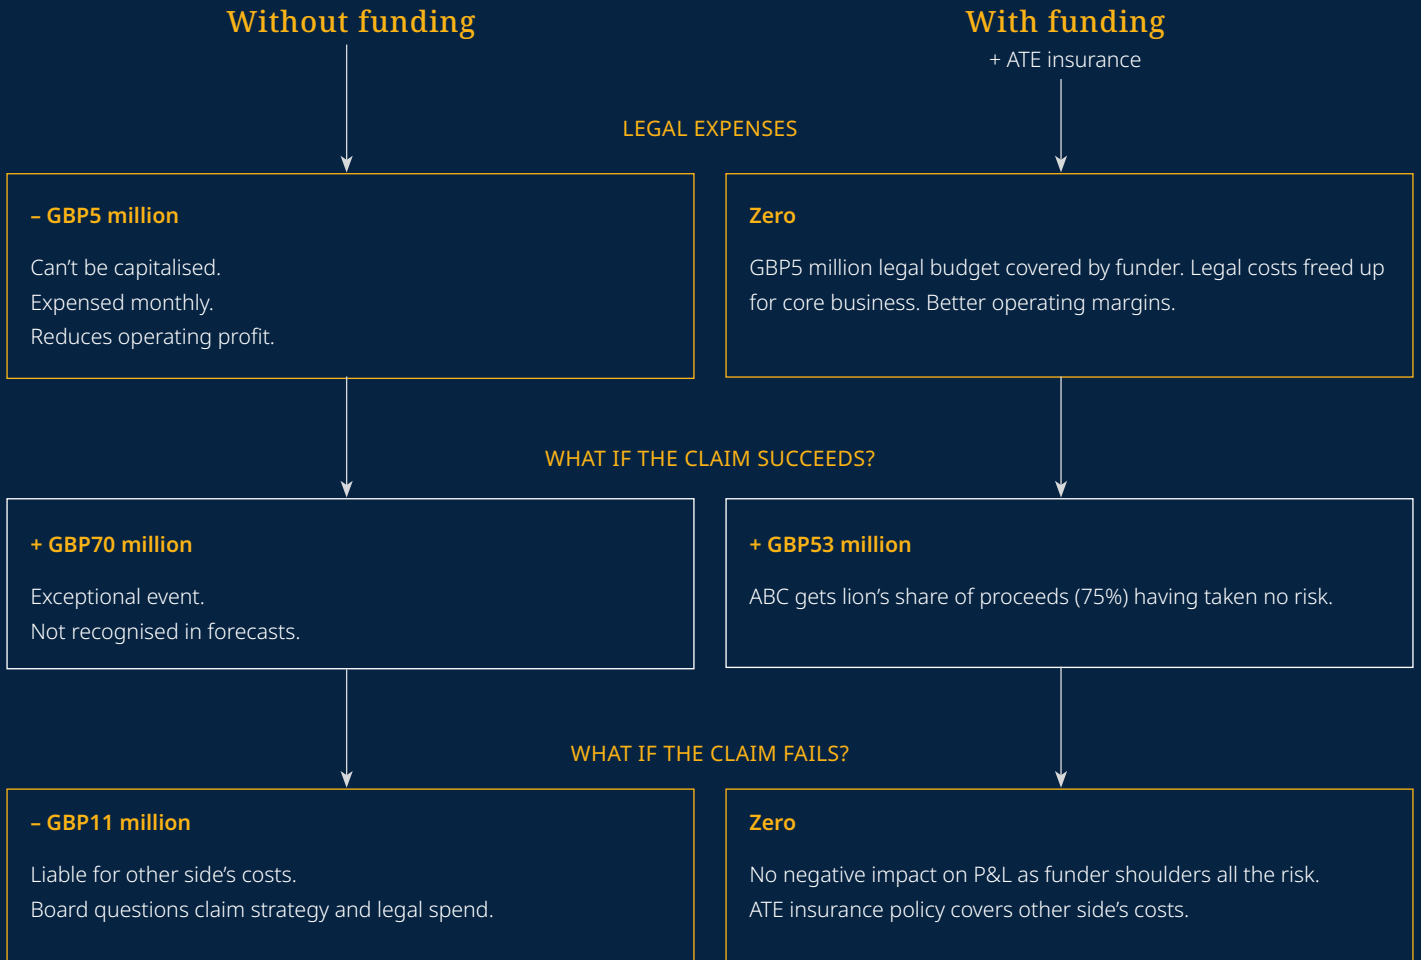 Without funding
With funding
+ ATE insurance
LEGAL EXPENSES
– GBP5 million
Can’t be capitalised.
Expensed monthly.
Reduces operating profit.
Zero
GBP5 million legal budget covered by funder. Legal costs freed up
for core business. Better operating margins.
WHAT IF THE CLAIM SUCCEEDS?
+ GBP70 million
Exceptional event.
Not recognised in forecasts.
+ GBP53 million
ABC gets lion’s share of proceeds (75%) having taken no risk.
WHAT IF THE CLAIM FAILS?
– GBP11 million
Liable for other side’s costs.
Board questions claim strategy and legal spend.
Zero
No negative impact on P&L as funder shoulders all the risk.
ATE insurance policy covers other side’s costs.